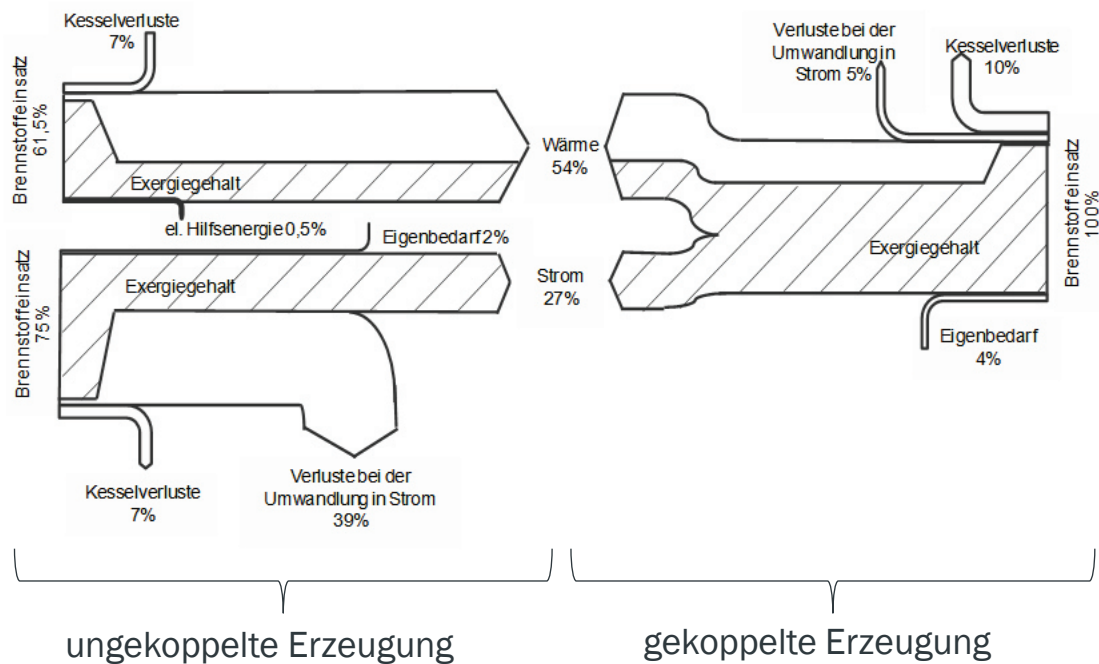 Kesselverluste
7%
Brennstoffeinsatz
61,5%
Exergiegehalt
el. Hilfsenergie 0,5%
Eigenbedarf 2%
Brennstoffeinsatz
75%
Exergiegehalt
Kesselverluste
7%
Verluste bei der
Umwandlung in Strom
39%
Wärme
54%
Strom
27%
Verluste bei der
Umwandlung in
Strom 5%
Kesselverluste
10%
Exergiegehalt
Brennstoffeinsatz
100%
Eigenbedarf
4%
ungekoppelte Erzeugung
gekoppelte Erzeugung